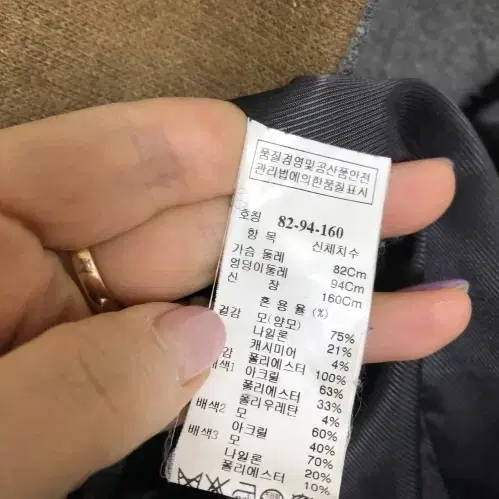 품질경영및공산품안전
관리법에의한품질표시
호칭 82-94-160
항 목 신체치수
가슴 둘레 82Cm
엉덩이둘레 94Cm
신 장 160Cm
혼 용 율 (%)
겉감 모(양모) 75%
나일론 21%
캐시미어 4%
감 폴리에스터 100%
배색1 아크릴 63%
폴리에스터 33%
폴리우레탄 4%
배색2 모 60%
아크릴 40%
배색3 모 70%
나일론 20%
폴리에스터 10%